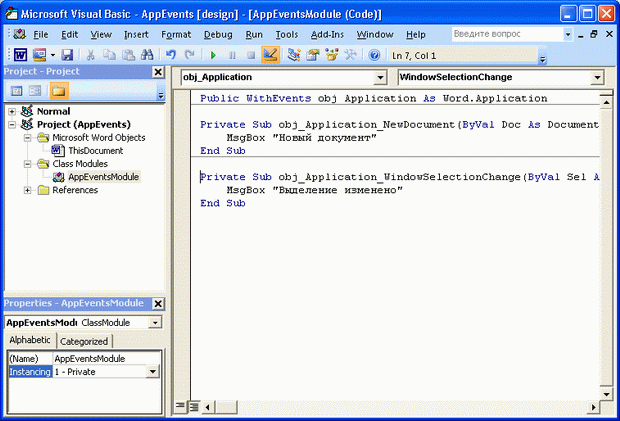 Microsoft Visual Basic - AppEvents [design] - [AppEventsModule (Code)]
File Edit View Insert Format Debug Run Tools Add-Ins Window Help Введите вопрос
Ln 7, Col 1
Project - Project
obj_Application WindowSelectionChange
Normal
Project (AppEvents)
Microsoft Word Objects
ThisDocument
Class Modules
AppEventsModule
References
Public WithEvents obj_Application As Word.Application
Private Sub obj_Application_NewDocument(ByVal Doc As Document
MsgBox "Новый документ"
End Sub
Private Sub obj_Application_WindowSelectionChange(ByVal Sel A
MsgBox "Выделение изменено"
End Sub
Properties - AppEventsModule
AppEventsModu ClassModule
Alphabetic Categorized
(Name) AppEventsModule
Instancing 1 - Private